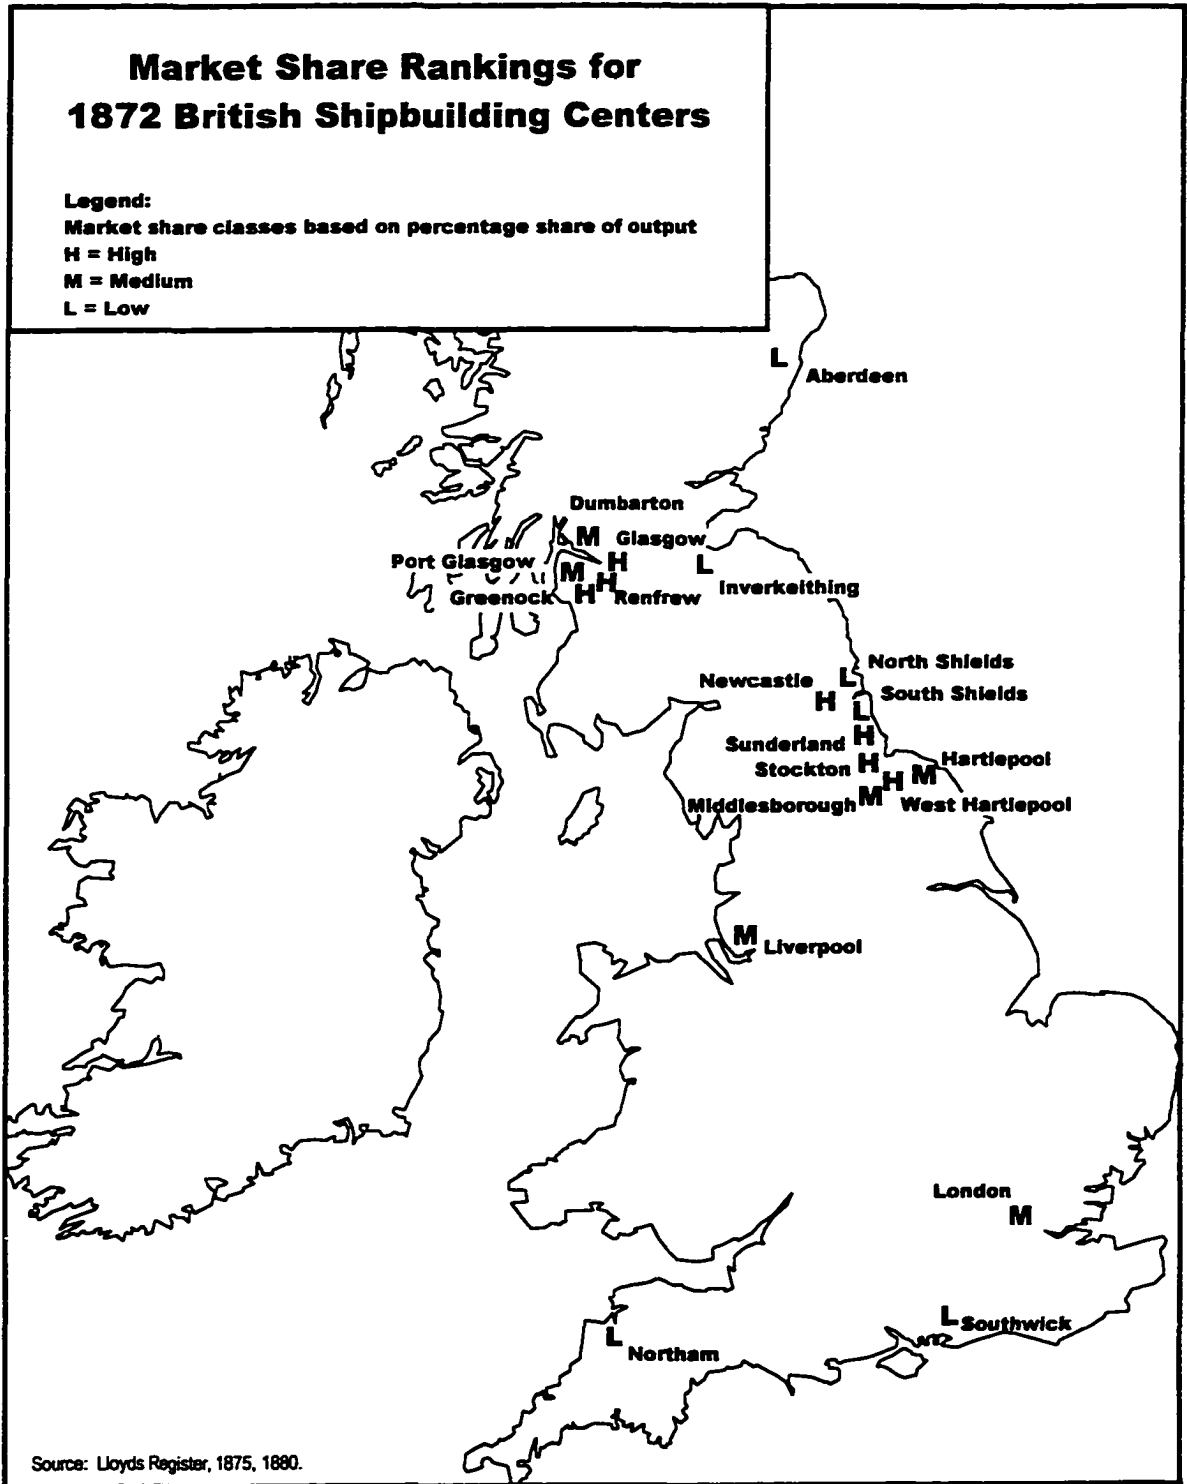 Market Share Rankings for
1872 British Shipbuilding Centers
Legend:
Market share classes based on percentage share of output
H = High
M = Medium
L = Low
L
Aberdeen
Dumbarton
M
Glasgow
H
Port Glasgow
M
H
Greenock
H
Renfrew
L
Inverkeithing
North Shields
L
Newcastle
H
South Shields
L
H
Sunderland
H
Stockton
Hartlepool
M
H
Middlesborough
M
West Hartlepool
M
Liverpool
London
M
L
Southwick
L
Northam
Source: Lloyds Register, 1875, 1880.